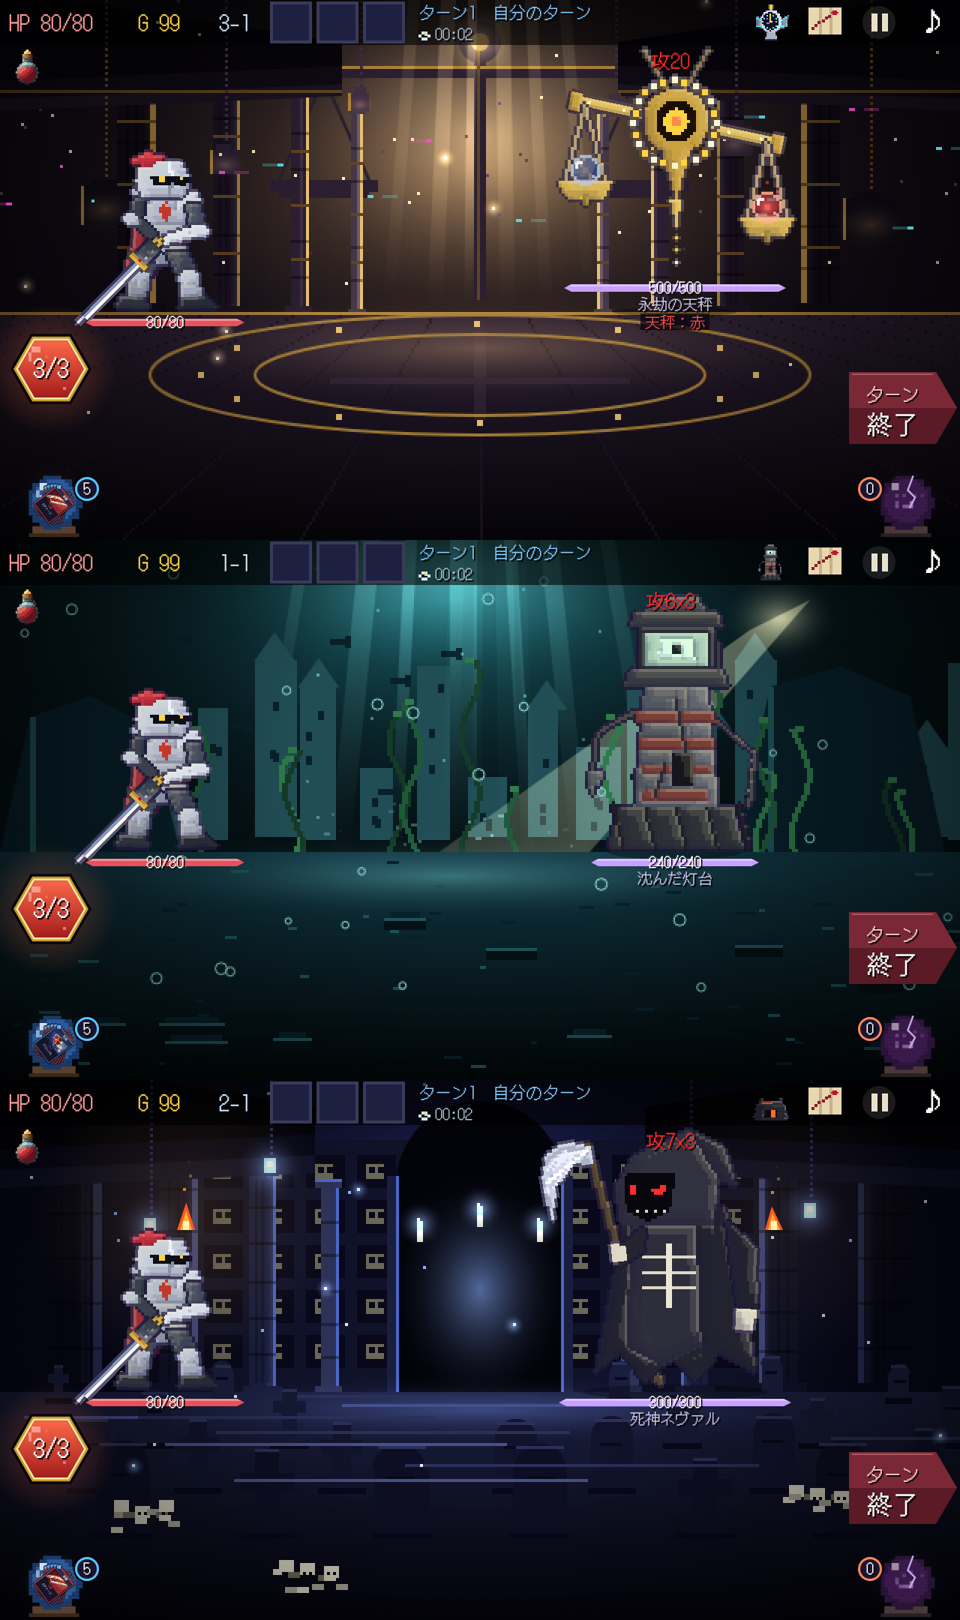 HP 80/80 G 99 3-1 ターン1 自分のターン
00:02
攻20
500/500
永劫の天秤
天秤：赤
80/80
3/3
ターン
終了
5
0
HP 80/80 G 99 1-1 ターン1 自分のターン
00:02
攻6x3
240/240
沈んだ灯台
80/80
3/3
ターン
終了
5
0
HP 80/80 G 99 2-1 ターン1 自分のターン
00:02
攻7x3
300/300
死神ネヴァル
80/80
3/3
ターン
終了
5
0